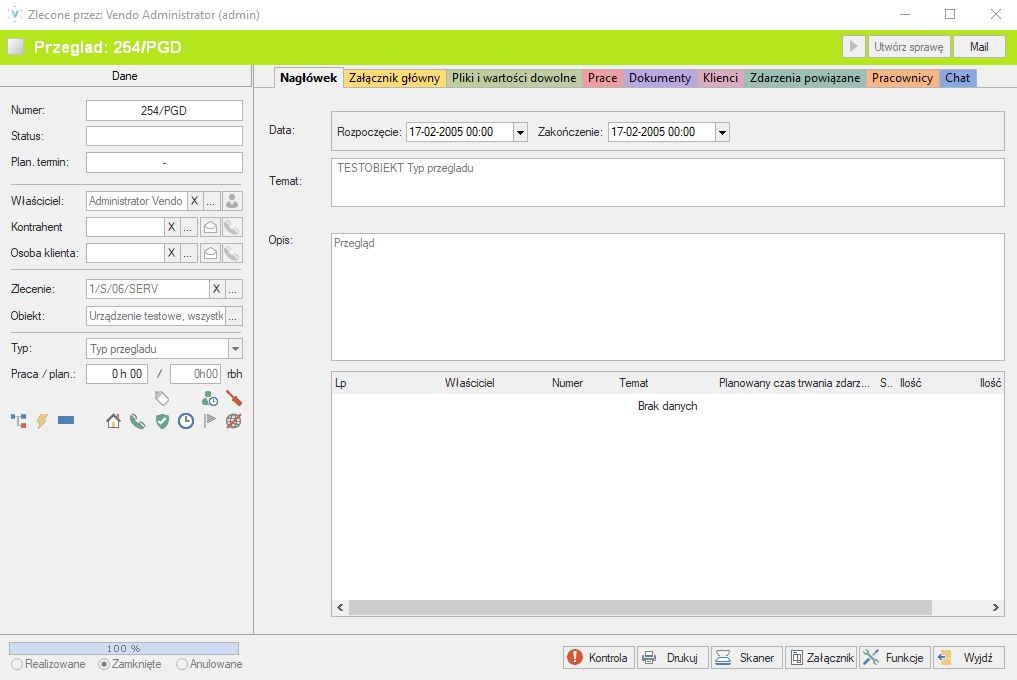 Zlecone przez: Vendo Administrator (admin)
Przeglad: 254/PGD
Utwórz sprawę
Mail
Dane
Numer: 254/PGD
Status:
Plan. termin: -
Właściciel: Administrator Vendo X ...
Kontrahent X ...
Osoba klienta: X ...
Zlecenie: 1/S/06/SERV X ...
Obiekt: Urządzenie testowe, wszystk ...
Typ: Typ przegladu
Praca / plan.: 0 h 00 / 0h00 rbh
Nagłówek Załącznik główny Pliki i wartości dowolne Prace Dokumenty Klienci Zdarzenia powiązane Pracownicy Chat
Data: Rozpoczęcie: 17-02-2005 00:00 Zakończenie: 17-02-2005 00:00
Temat: TESTOBIEKT Typ przegladu
Opis: Przegląd
Lp Właściciel Numer Temat Planowany czas trwania zdarz... S.. Ilość Ilość
Brak danych
100 %
Realizowane Zamknięte Anulowane
Kontrola Drukuj Skaner Załącznik Funkcje Wyjdź